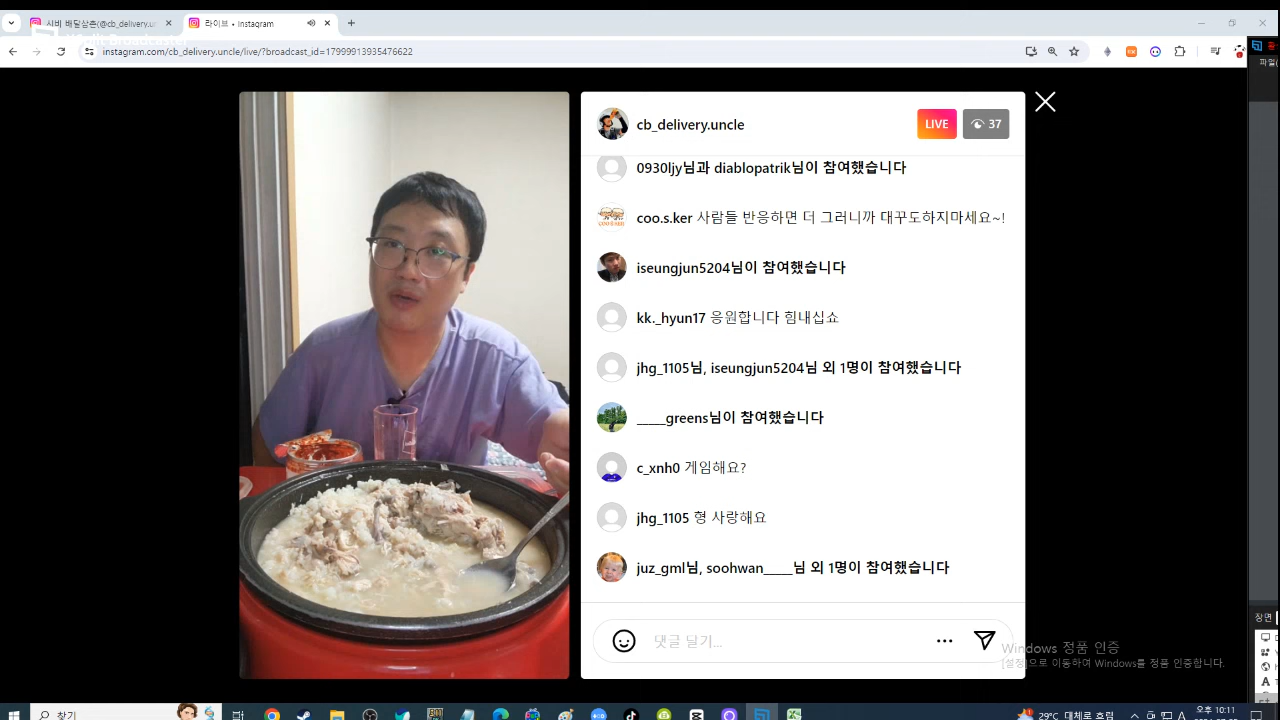 시비 배달삼촌(@cb_delivery.ur
라이브 • Instagram
instagram.com/cb_delivery.uncle/live/?broadcast_id=17999913935476622
파일(
cb_delivery.uncle
LIVE
37
0930ljy님과 diablopatrik님이 참여했습니다
coo.s.ker 사람들 반응하면 더 그러니까 대꾸도하지마세요~!
iseungjun5204님이 참여했습니다
kk._hyun17 응원합니다 힘내십쇼
jhg_1105님, iseungjun5204님 외 1명이 참여했습니다
_____greens님이 참여했습니다
c_xnh0 게임해요?
jhg_1105 형 사랑해요
juz_gml님, soohwan_____님 외 1명이 참여했습니다
댓글 달기...
장면
Windows 정품 인증
[설정]으로 이동하여 Windows를 정품 인증합니다.
찾기
29°C 대체로 흐림
오후 10:11